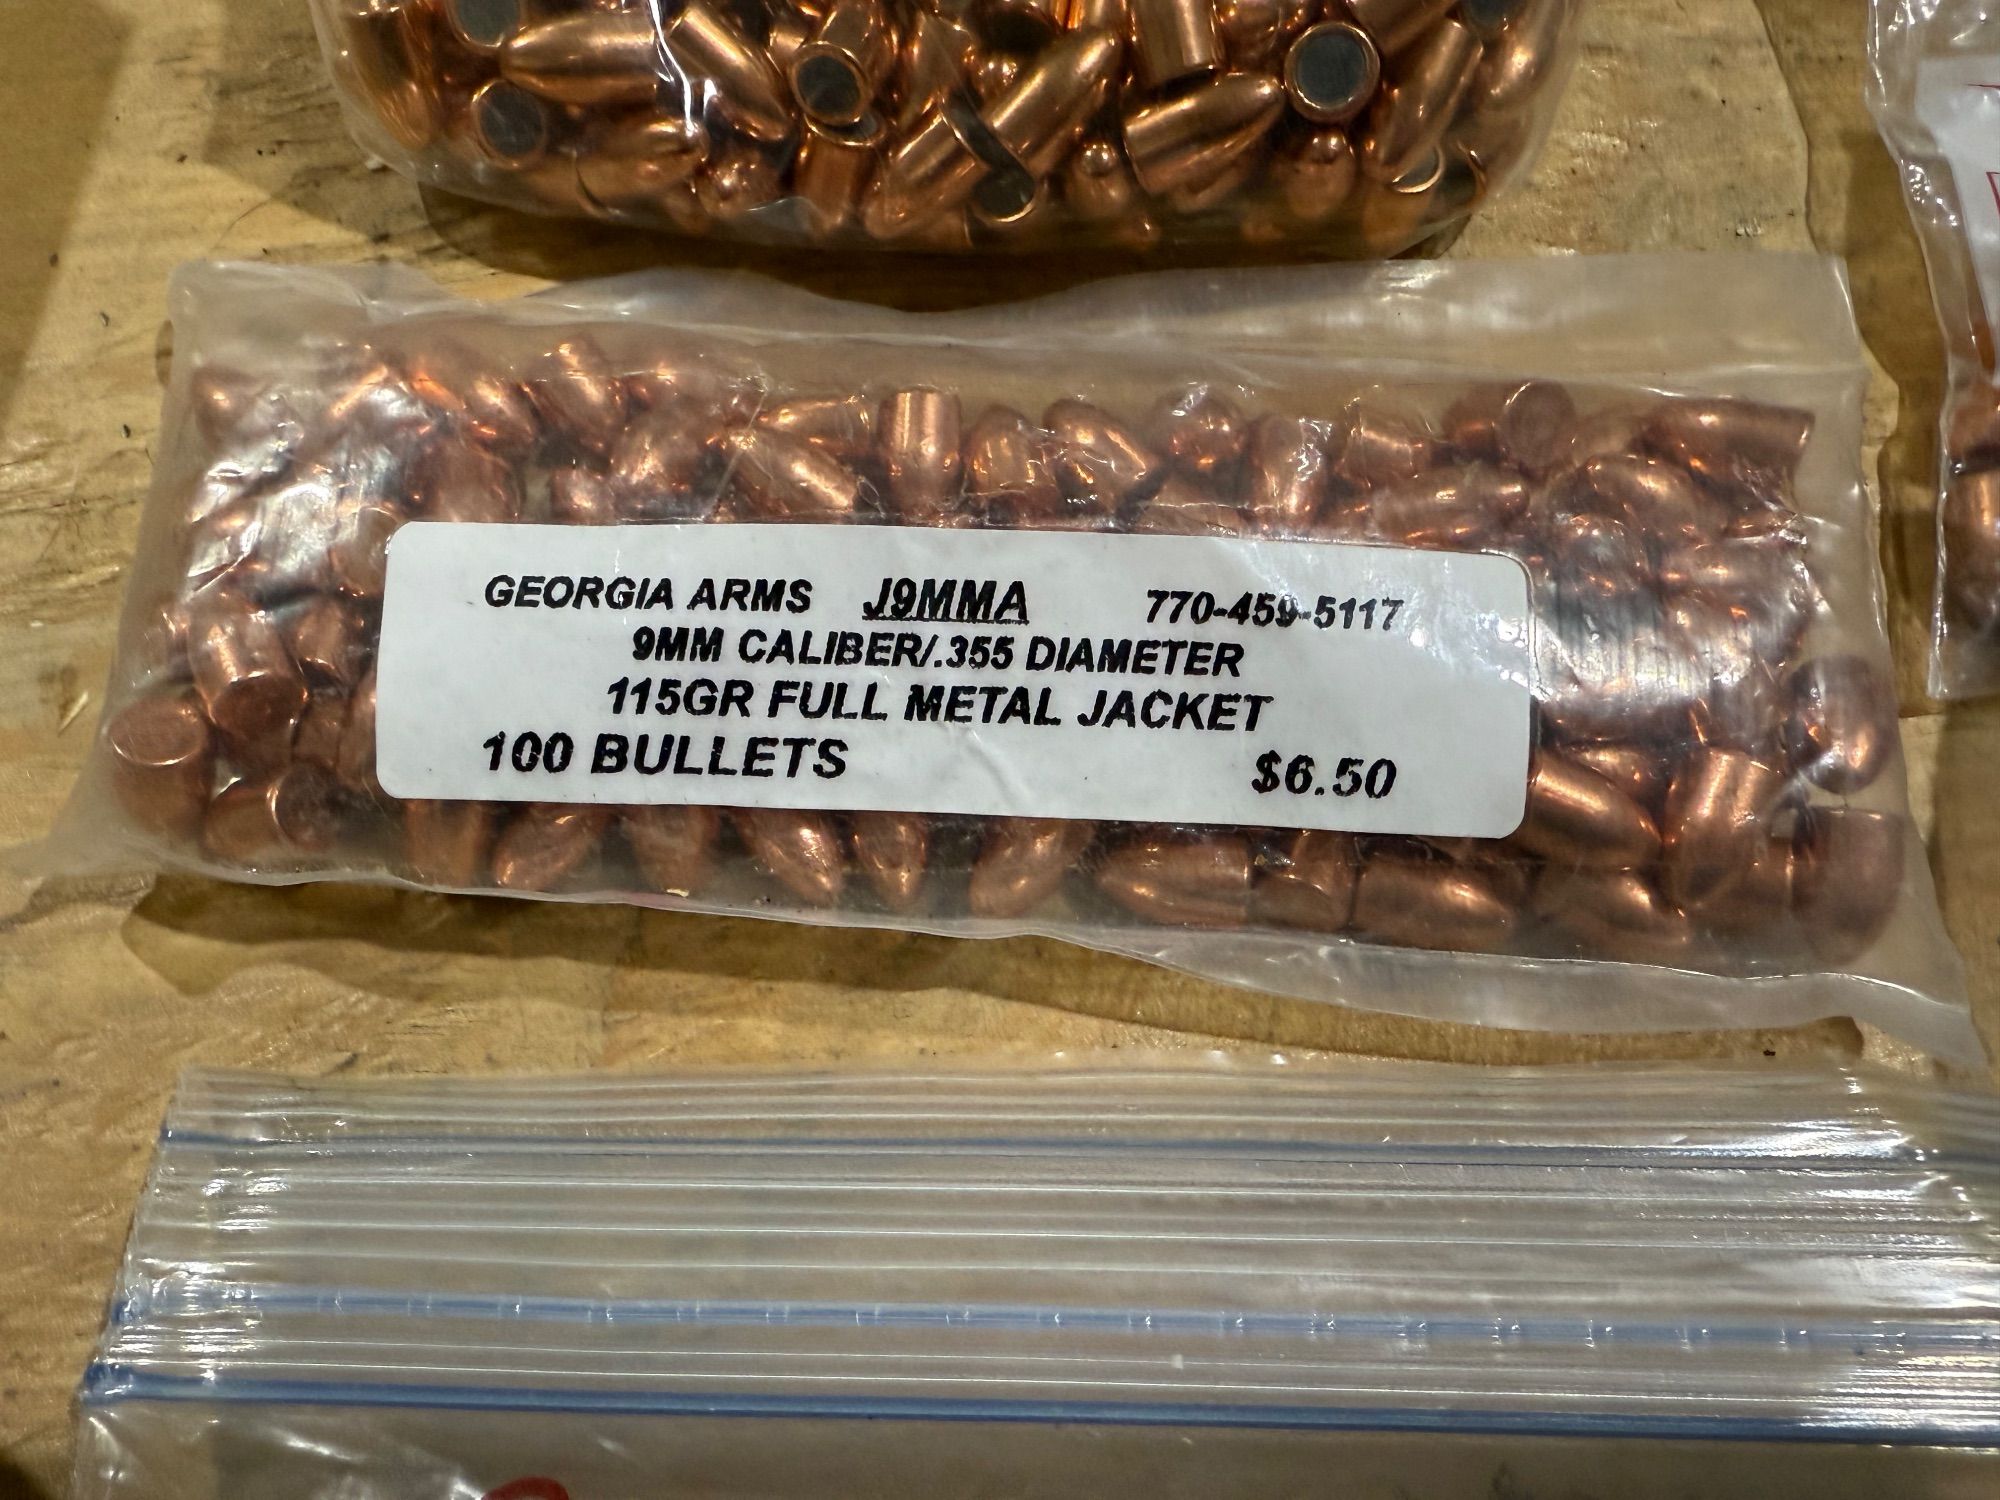 GEORGIA ARMS J9MMA 770-459-5117
9MM CALIBER/.355 DIAMETER
115GR FULL METAL JACKET
100 BULLETS $6.50